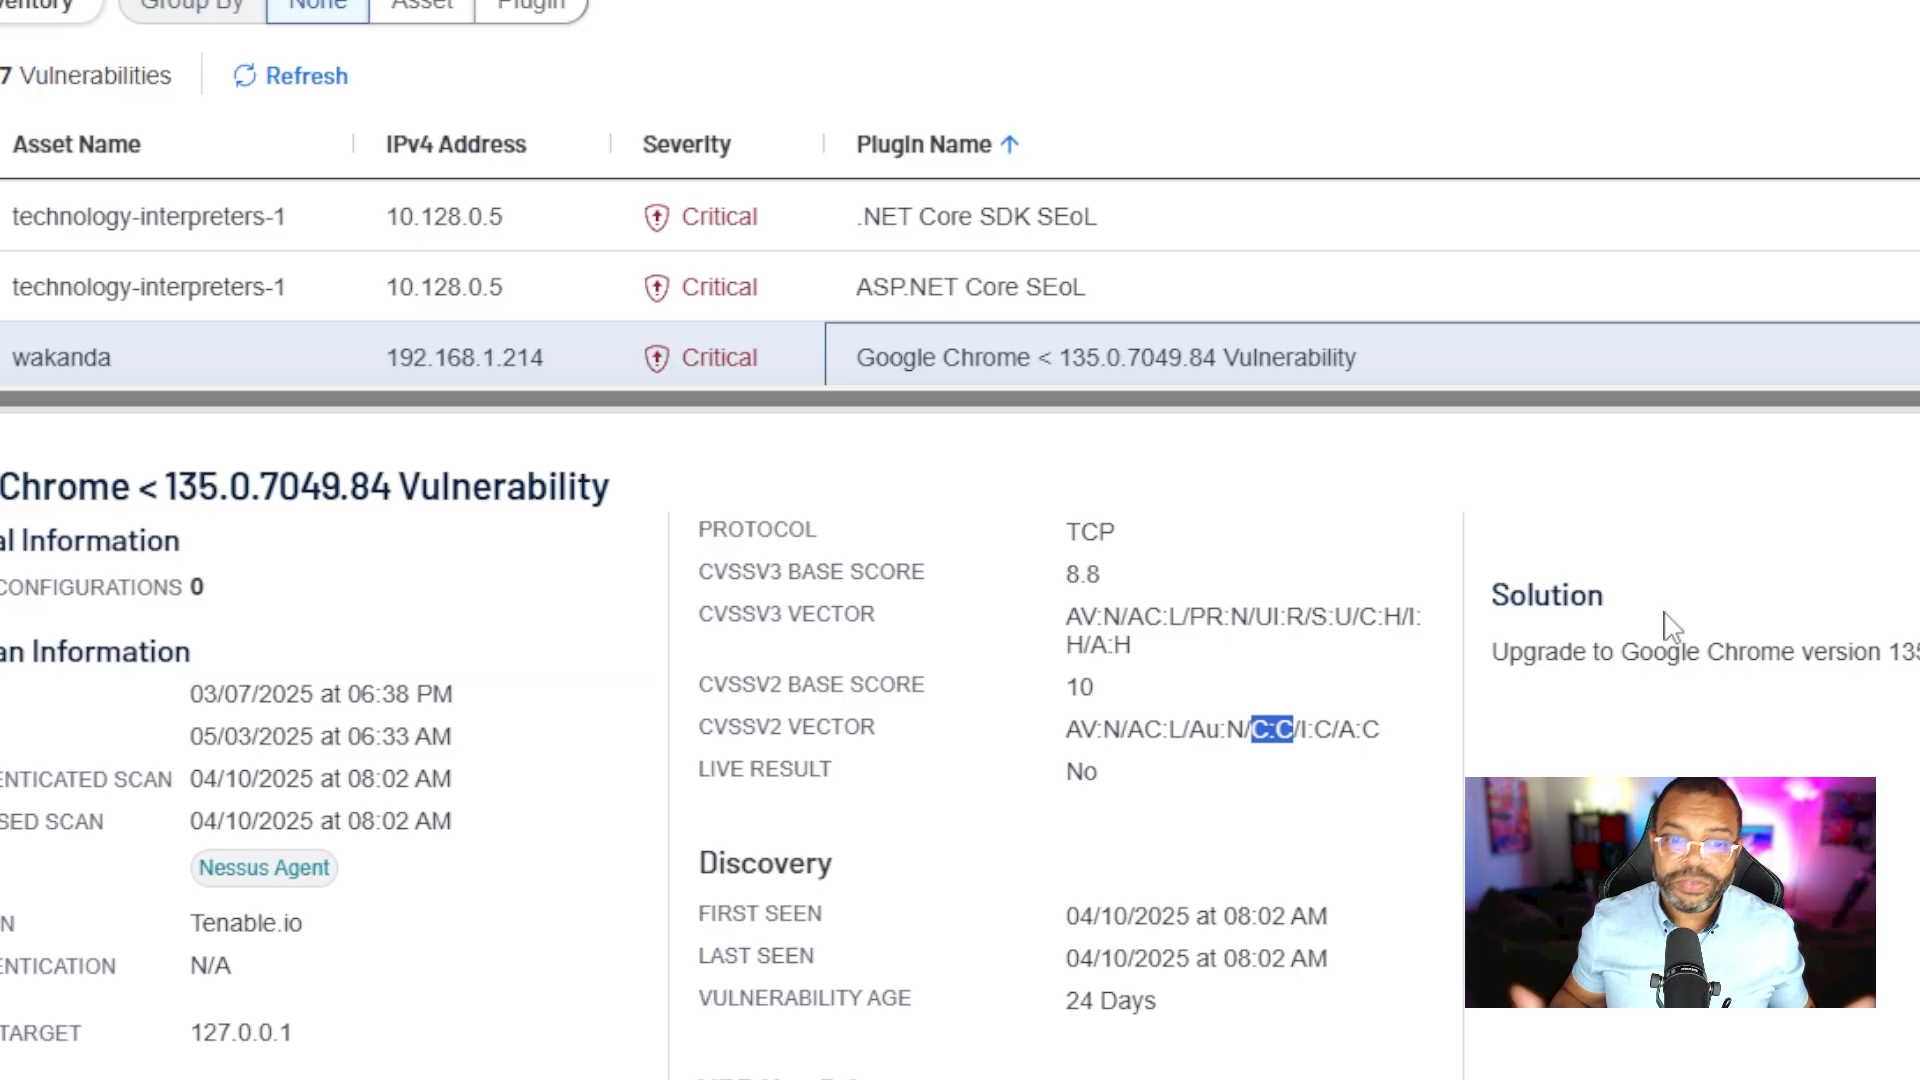 Group By None Asset Plugin
7 Vulnerabilities Refresh
Asset Name IPv4 Address Severity Plugin Name
technology-interpreters-1 10.128.0.5 Critical .NET Core SDK SEoL
technology-interpreters-1 10.128.0.5 Critical ASP.NET Core SEoL
wakanda 192.168.1.214 Critical Google Chrome < 135.0.7049.84 Vulnerability
Chrome < 135.0.7049.84 Vulnerability
al Information
CONFIGURATIONS 0
an Information
03/07/2025 at 06:38 PM
05/03/2025 at 06:33 AM
ENTICATED SCAN 04/10/2025 at 08:02 AM
SED SCAN 04/10/2025 at 08:02 AM
Nessus Agent
N Tenable.io
ENTICATION N/A
TARGET 127.0.0.1
PROTOCOL TCP
CVSSV3 BASE SCORE 8.8
CVSSV3 VECTOR AV:N/AC:L/PR:N/UI:R/S:U/C:H/I:
H/A:H
CVSSV2 BASE SCORE 10
CVSSV2 VECTOR AV:N/AC:L/Au:N/C:C/I:C/A:C
LIVE RESULT No
Discovery
FIRST SEEN 04/10/2025 at 08:02 AM
LAST SEEN 04/10/2025 at 08:02 AM
VULNERABILITY AGE 24 Days
Solution
Upgrade to Google Chrome version 135